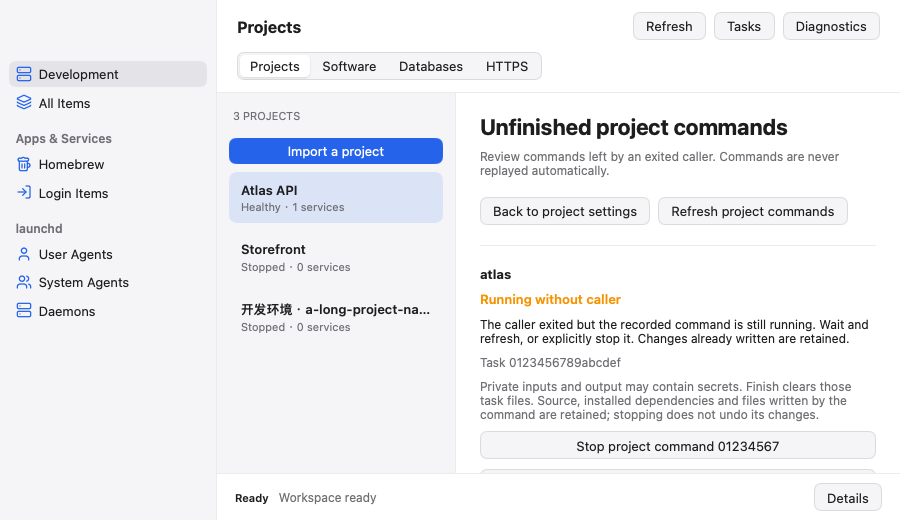 Development
All Items
Apps & Services
Homebrew
Login Items
launchd
User Agents
System Agents
Daemons
Projects
Refresh
Tasks
Diagnostics
Projects
Software
Databases
HTTPS
3 PROJECTS
Import a project
Atlas API
Healthy · 1 services
Storefront
Stopped · 0 services
开发环境 · a-long-project-na...
Stopped · 0 services
Unfinished project commands
Review commands left by an exited caller. Commands are never
replayed automatically.
Back to project settings
Refresh project commands
atlas
Running without caller
The caller exited but the recorded command is still running. Wait and
refresh, or explicitly stop it. Changes already written are retained.
Task 0123456789abcdef
Private inputs and output may contain secrets. Finish clears those
task files. Source, installed dependencies and files written by the
command are retained; stopping does not undo its changes.
Stop project command 01234567
Ready
Workspace ready
Details